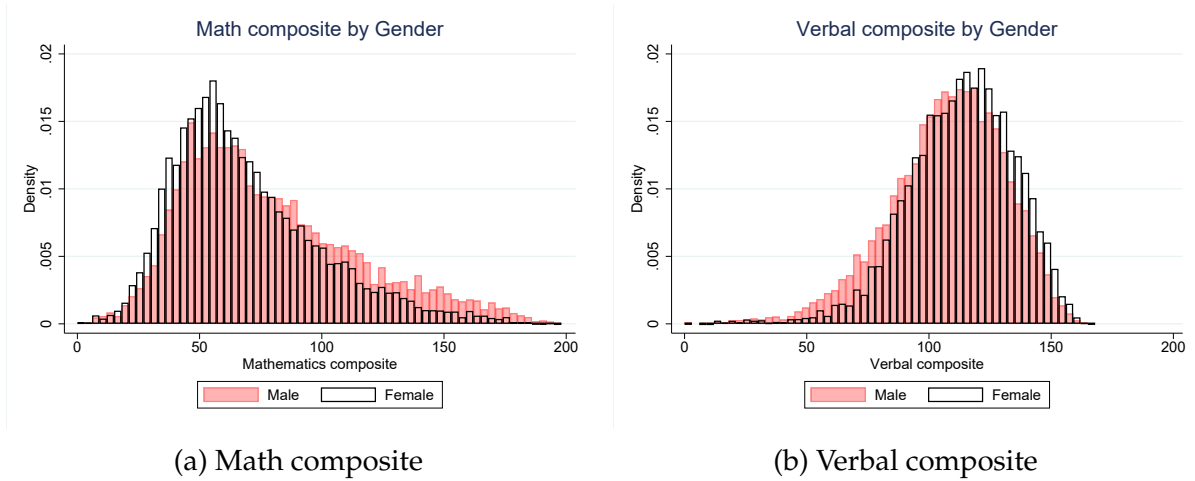 Math composite by Gender
.02
.015
.01
.005
0
Density
0 50 100 150 200
Mathematics composite
Male Female
(a) Math composite
Verbal composite by Gender
.02
.015
.01
.005
0
Density
0 50 100 150 200
Verbal composite
Male Female
(b) Verbal composite